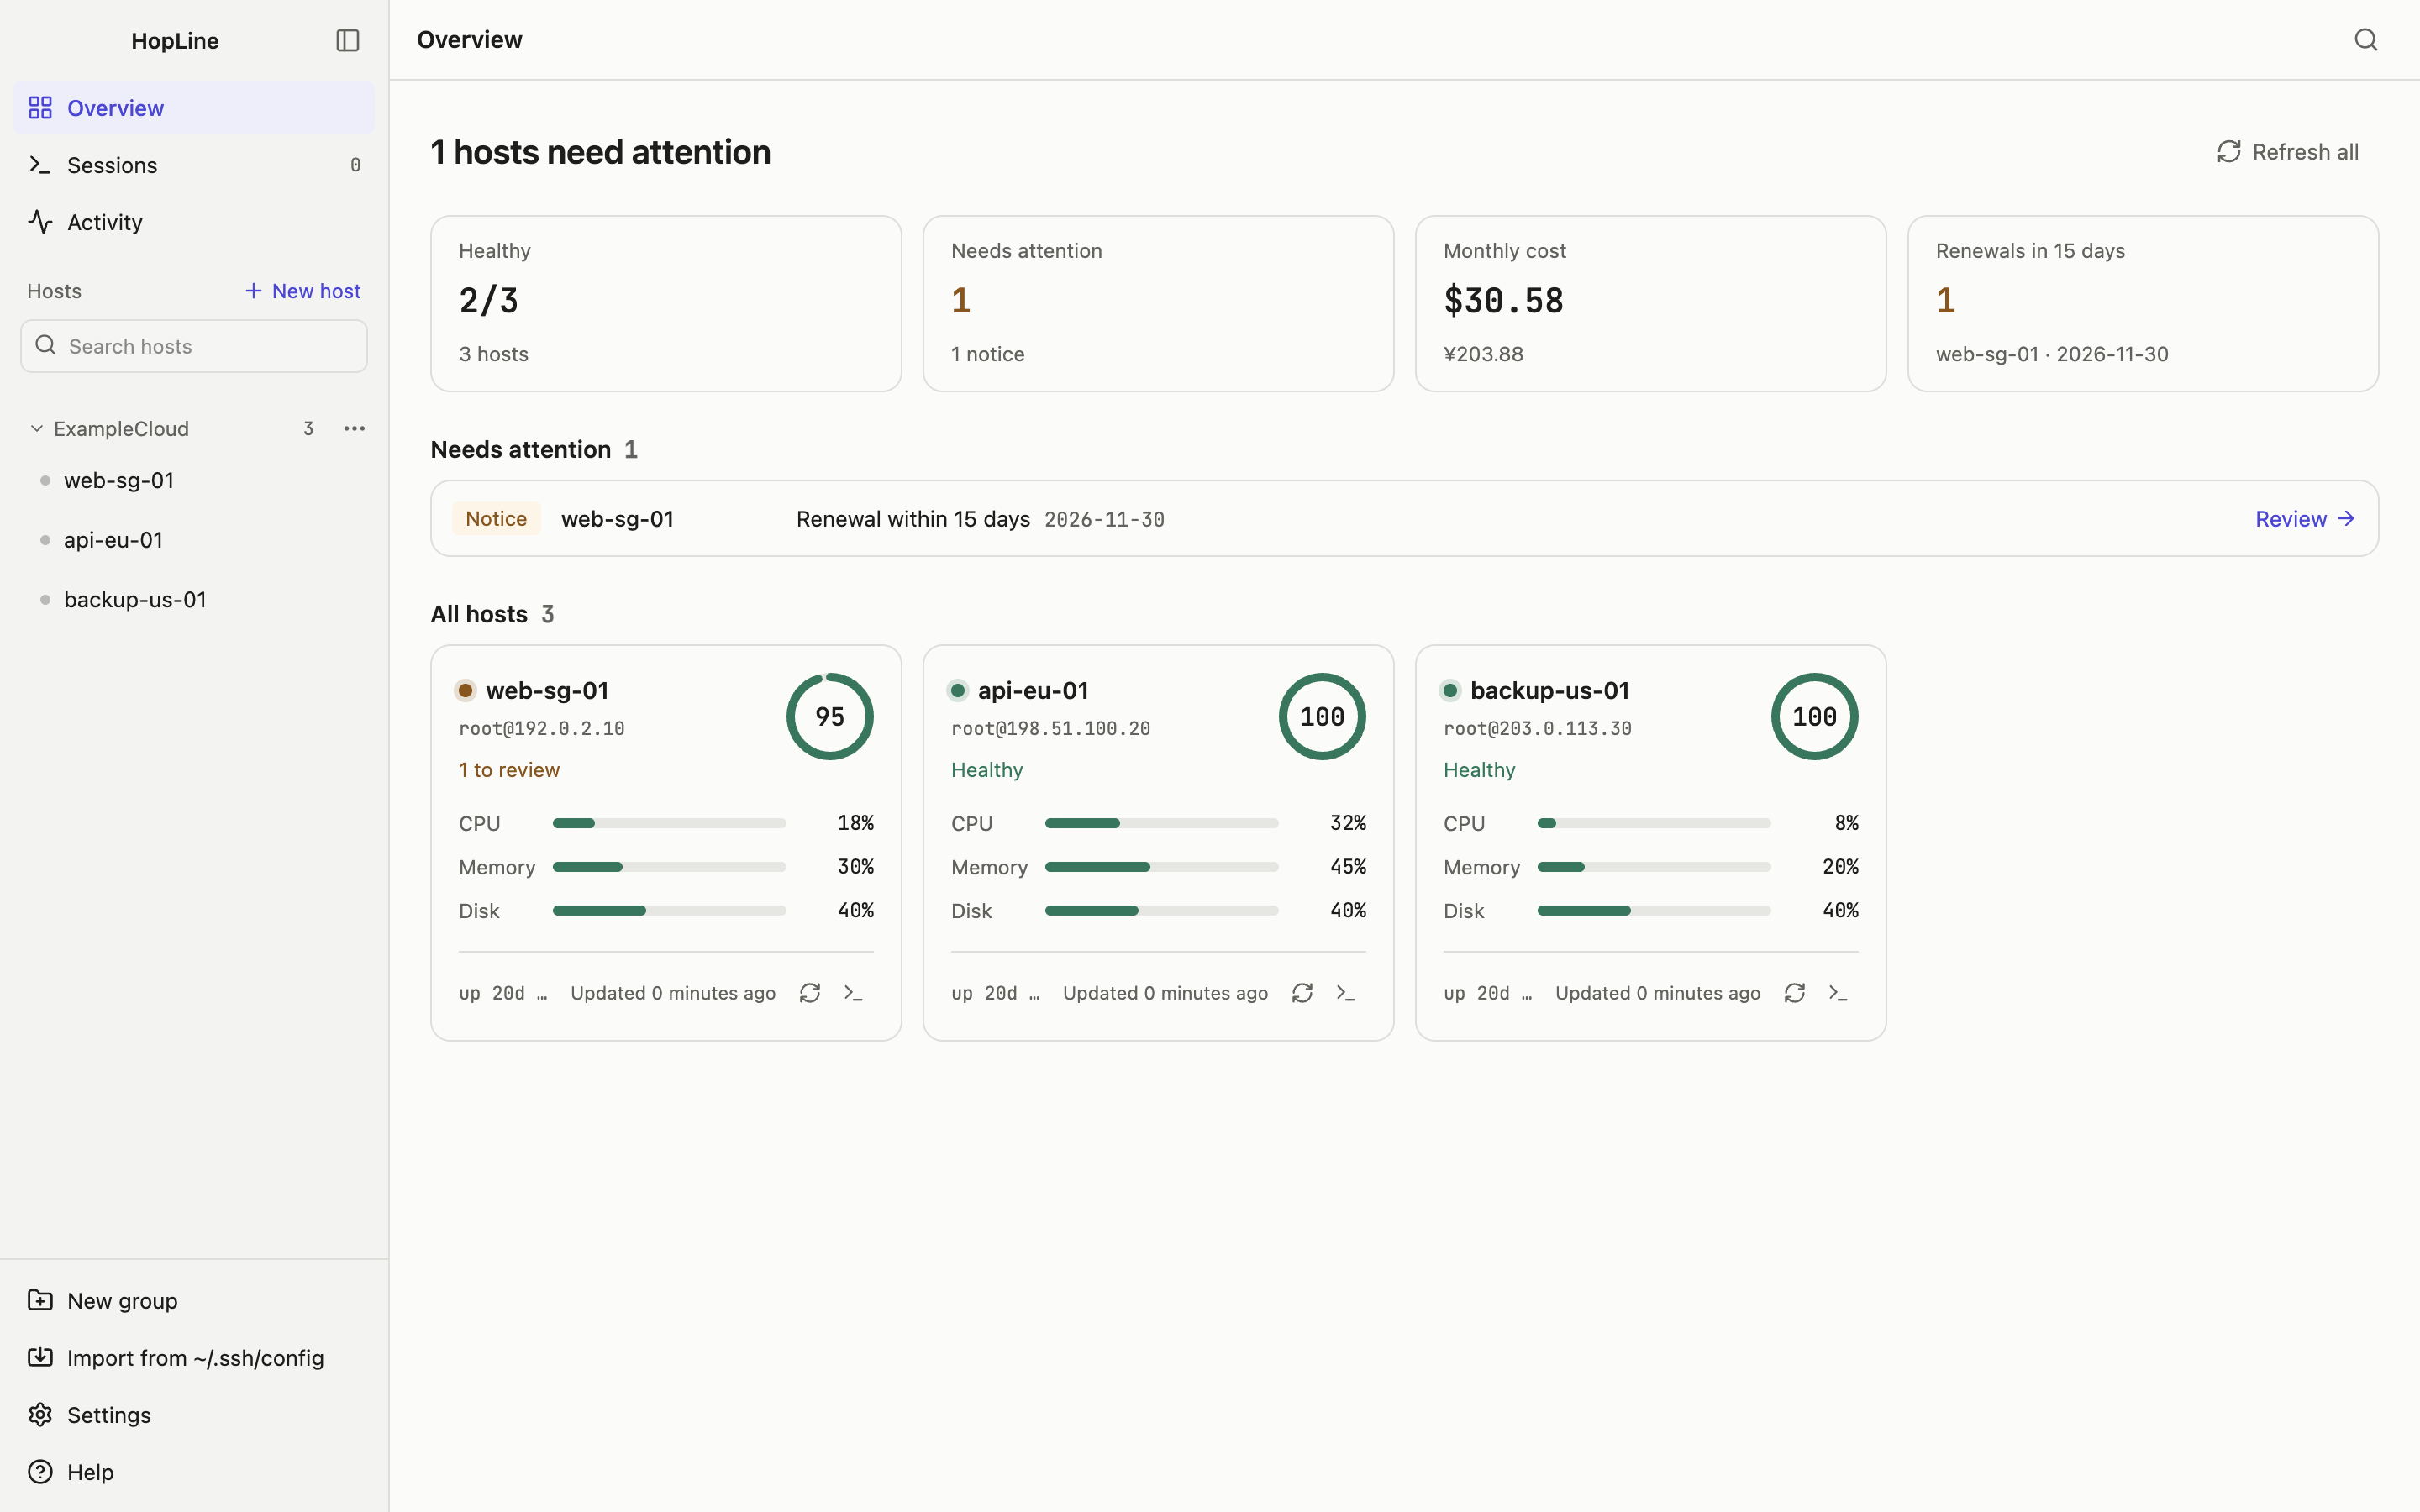 HopLine
Overview
Sessions 0
Activity
Hosts + New host
Search hosts
ExampleCloud 3 •••
web-sg-01
api-eu-01
backup-us-01
New group
Import from ~/.ssh/config
Settings
Help
Overview
1 hosts need attention
Refresh all
Healthy
2/3
3 hosts
Needs attention
1
1 notice
Monthly cost
$30.58
¥203.88
Renewals in 15 days
1
web-sg-01 · 2026-11-30
Needs attention 1
Notice web-sg-01 Renewal within 15 days 2026-11-30 Review →
All hosts 3
web-sg-01
root@192.0.2.10
1 to review
95
CPU 18%
Memory 30%
Disk 40%
up 20d … Updated 0 minutes ago
api-eu-01
root@198.51.100.20
Healthy
100
CPU 32%
Memory 45%
Disk 40%
up 20d … Updated 0 minutes ago
backup-us-01
root@203.0.113.30
Healthy
100
CPU 8%
Memory 20%
Disk 40%
up 20d … Updated 0 minutes ago